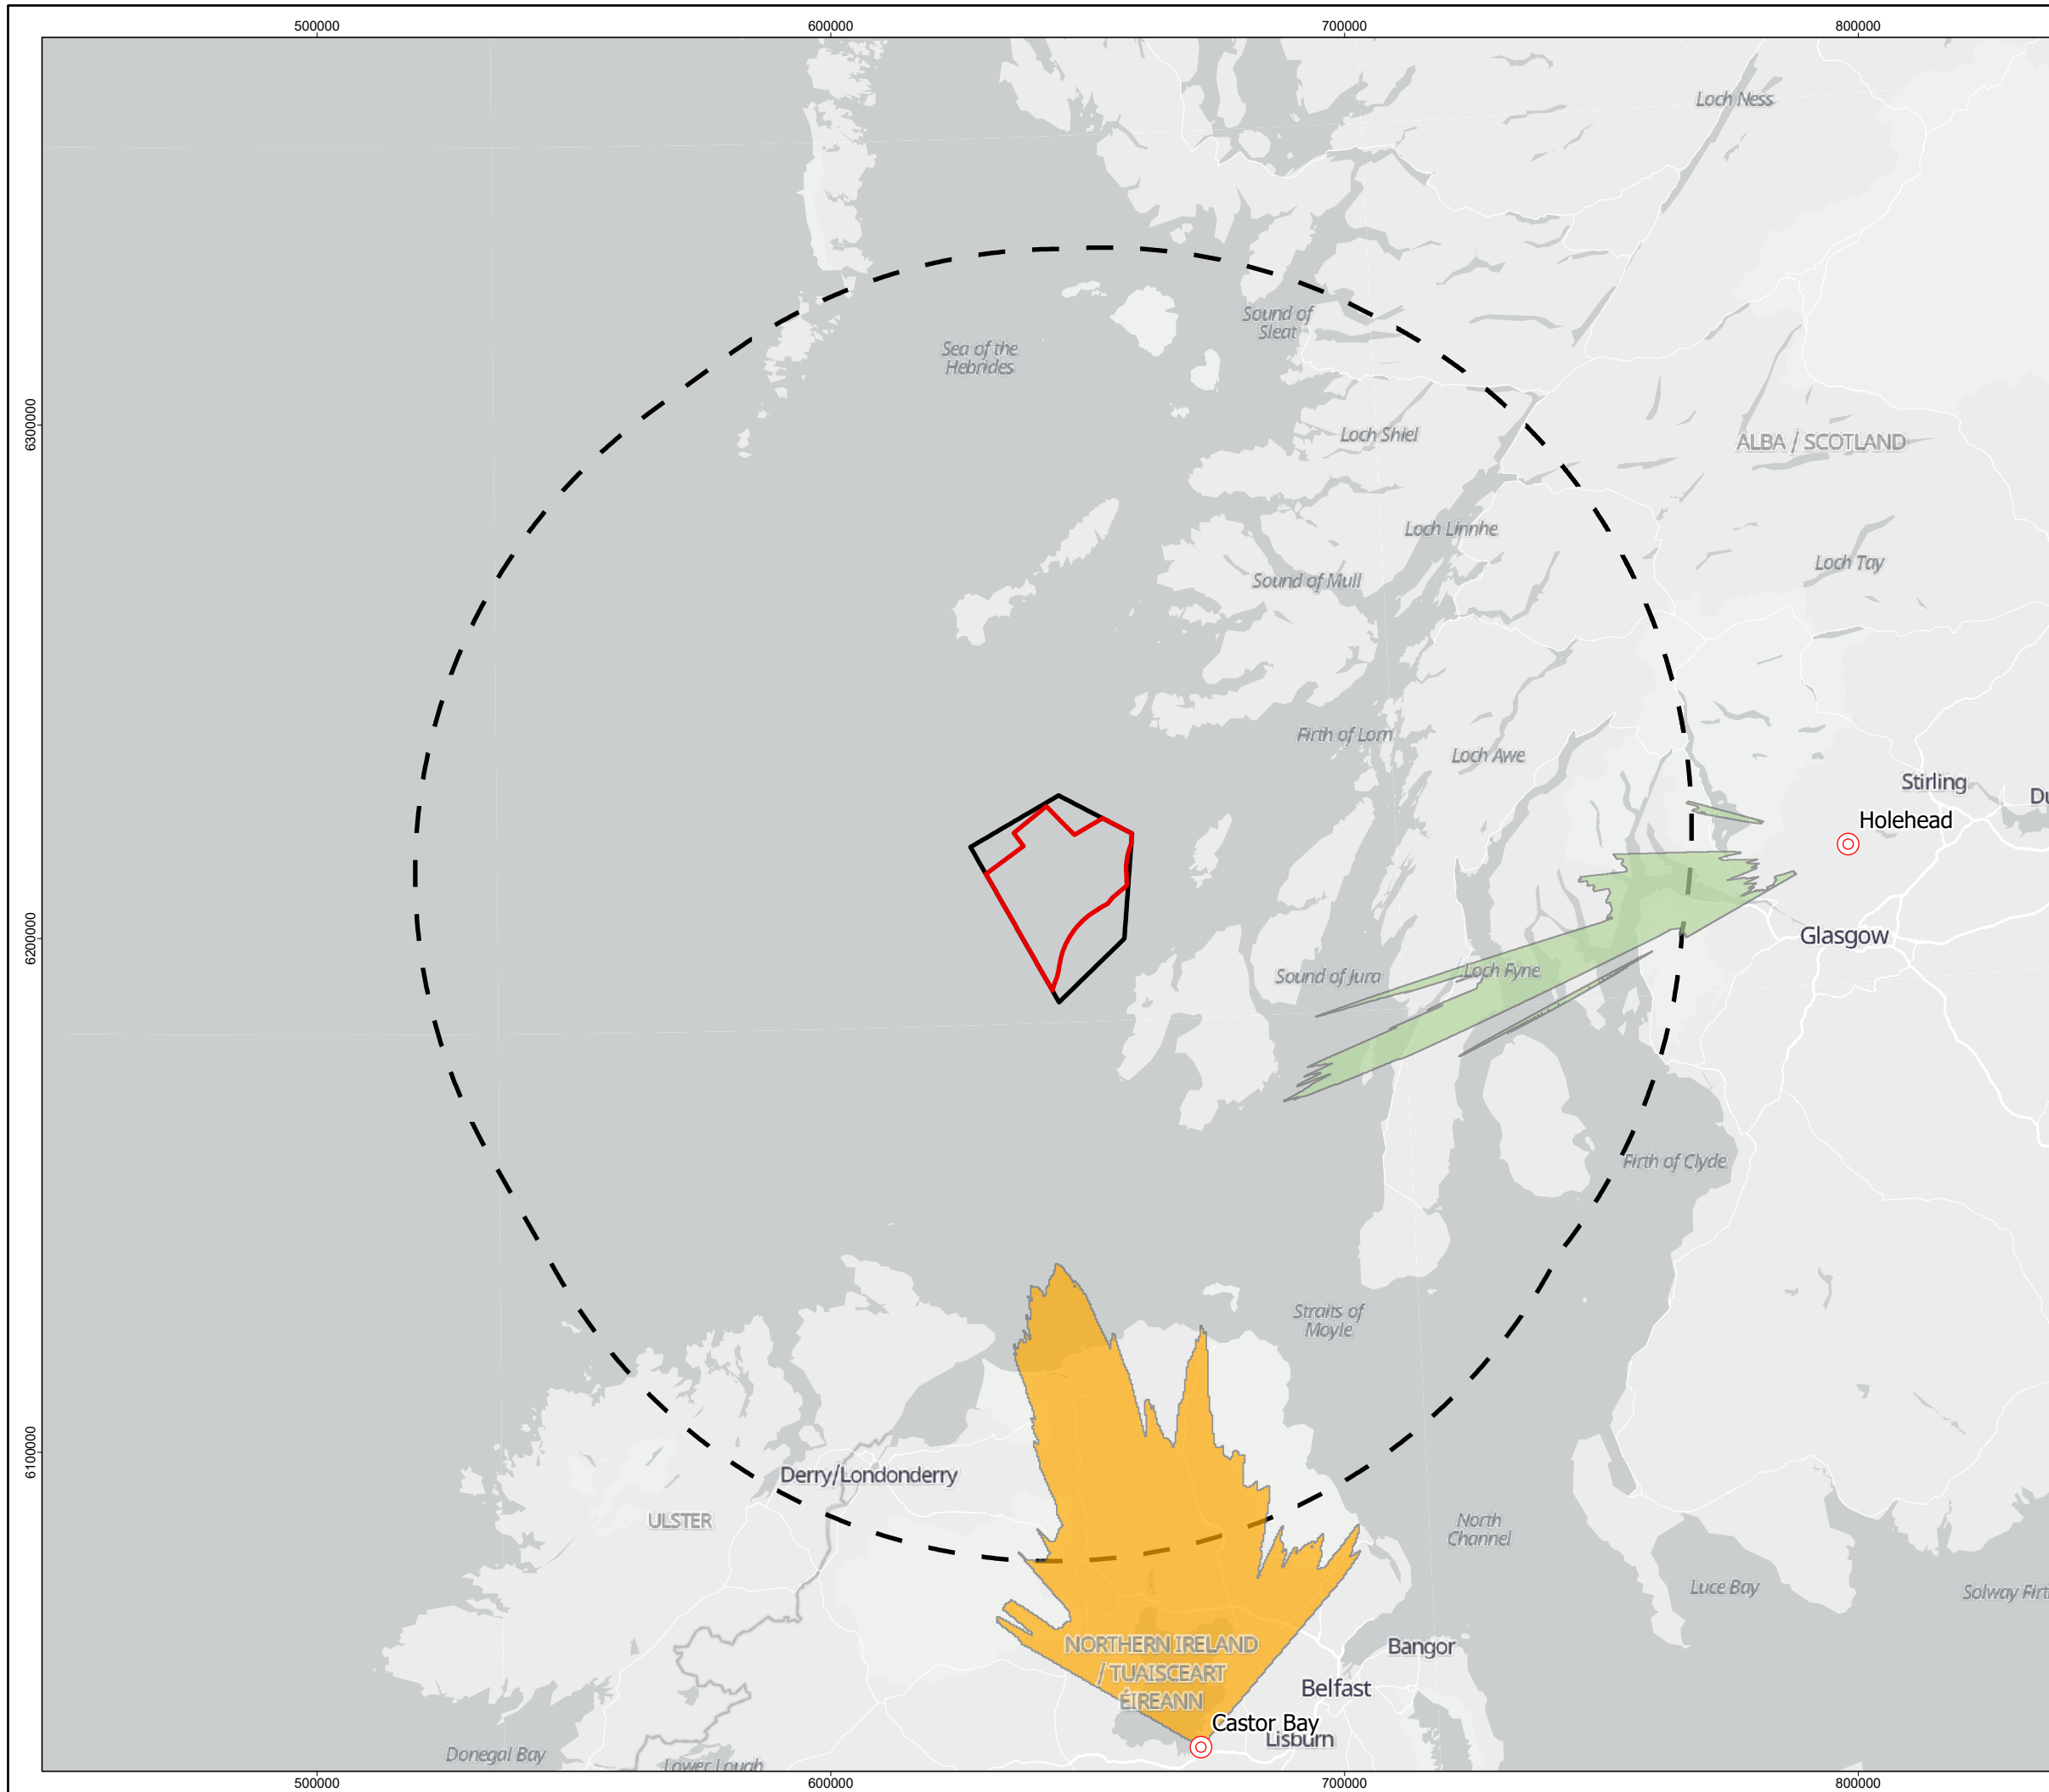 500000
600000
700000
800000
Loch Ness
Sound of
Sleat
Sea of the
Hebrides
6300000
Loch Shiel
ALBA / SCOTLAND
Loch Linnhe
Loch Tay
Sound of Mull
Firth of Lorn
Loch Awe
Stirling
Du
Holehead
6200000
Glasgow
Loch Fyne
Sound of Jura
Firth of Clyde
Straits of
Moyle
6100000
Derry/Londonderry
ULSTER
North
Channel
Luce Bay
Solway Firt
NORTHERN IRELAND
/ TUAISCEART
ÉIREANN
Bangor
Belfast
Castor Bay
Lisburn
Donegal Bay
Lower Lough
500000
600000
700000
800000